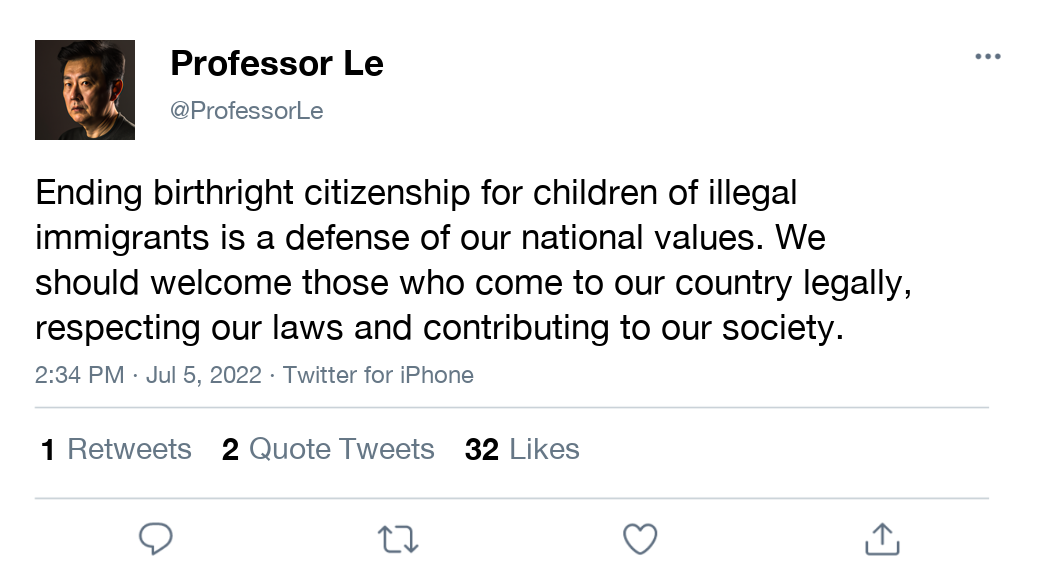 Professor Le
@ProfessorLe
Ending birthright citizenship for children of illegal
immigrants is a defense of our national values. We
should welcome those who come to our country legally,
respecting our laws and contributing to our society.
2:34 PM · Jul 5, 2022 · Twitter for iPhone
1 Retweets 2 Quote Tweets 32 Likes